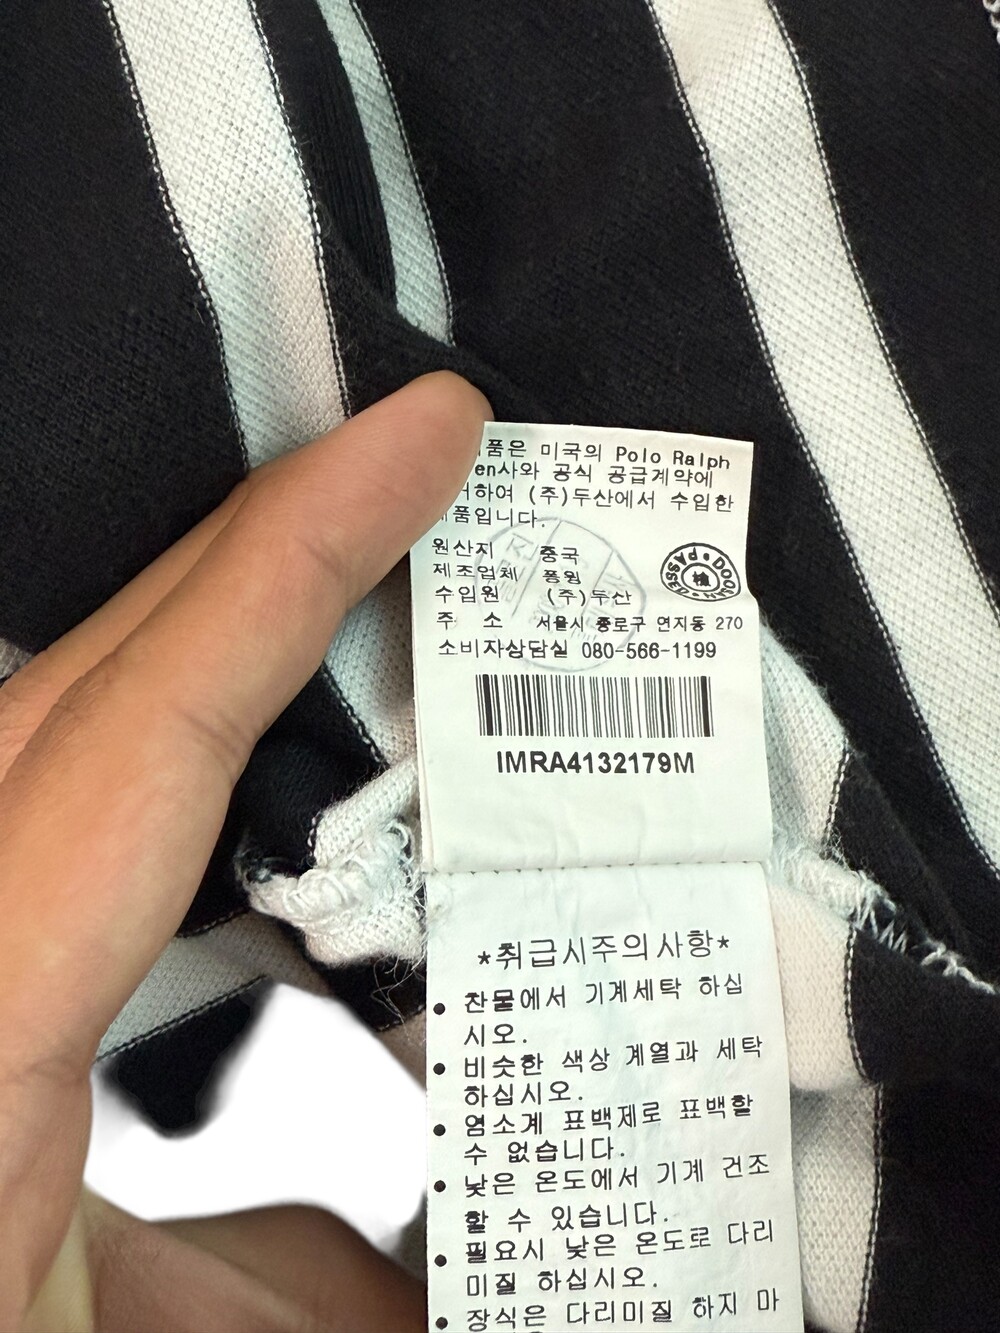 품은 미국의 Polo Ralph
en사와 공식 공급계약에
하여 (주)두산에서 수입한
품입니다.
원산지 중국
제조업체 퐁윙
수입원 (주)두산
주 소 서울시 종로구 연지동 270
소비자상담실 080-566-1199
DOOSAN PASSED
檢
IMRA4132179M
*취급시주의사항*
● 찬물에서 기계세탁 하십
시오.
● 비슷한 색상 계열과 세탁
하십시오.
● 염소계 표백제로 표백할
수 없습니다.
● 낮은 온도에서 기계 건조
할 수 있습니다.
● 필요시 낮은 온도로 다리
미질 하십시오.
● 장식은 다리미질 하지 마